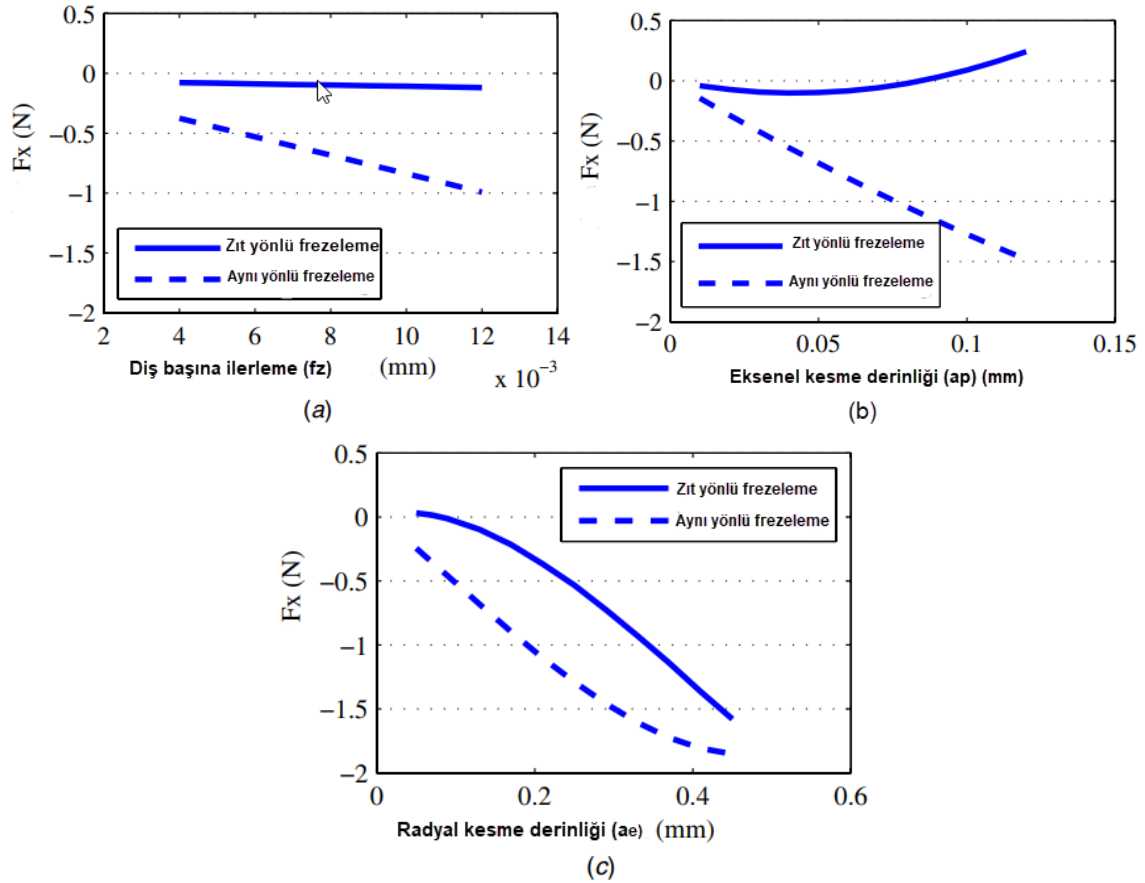 0.5
0
−0.5
−1
−1.5
−2
Fx (N)
Zıt yönlü frezeleme
Aynı yönlü frezeleme
2 4 6 8 10 12 14
Diş başına ilerleme (fz) (mm)
x 10⁻³
(a)
0.5
0
−0.5
−1
−1.5
−2
Fx (N)
Zıt yönlü frezeleme
Aynı yönlü frezeleme
0 0.05 0.1 0.15
Eksenel kesme derinliği (ap) (mm)
(b)
0.5
0
−0.5
−1
−1.5
−2
Fx (N)
Zıt yönlü frezeleme
Aynı yönlü frezeleme
0 0.2 0.4 0.6
Radyal kesme derinliği (ae) (mm)
(c)